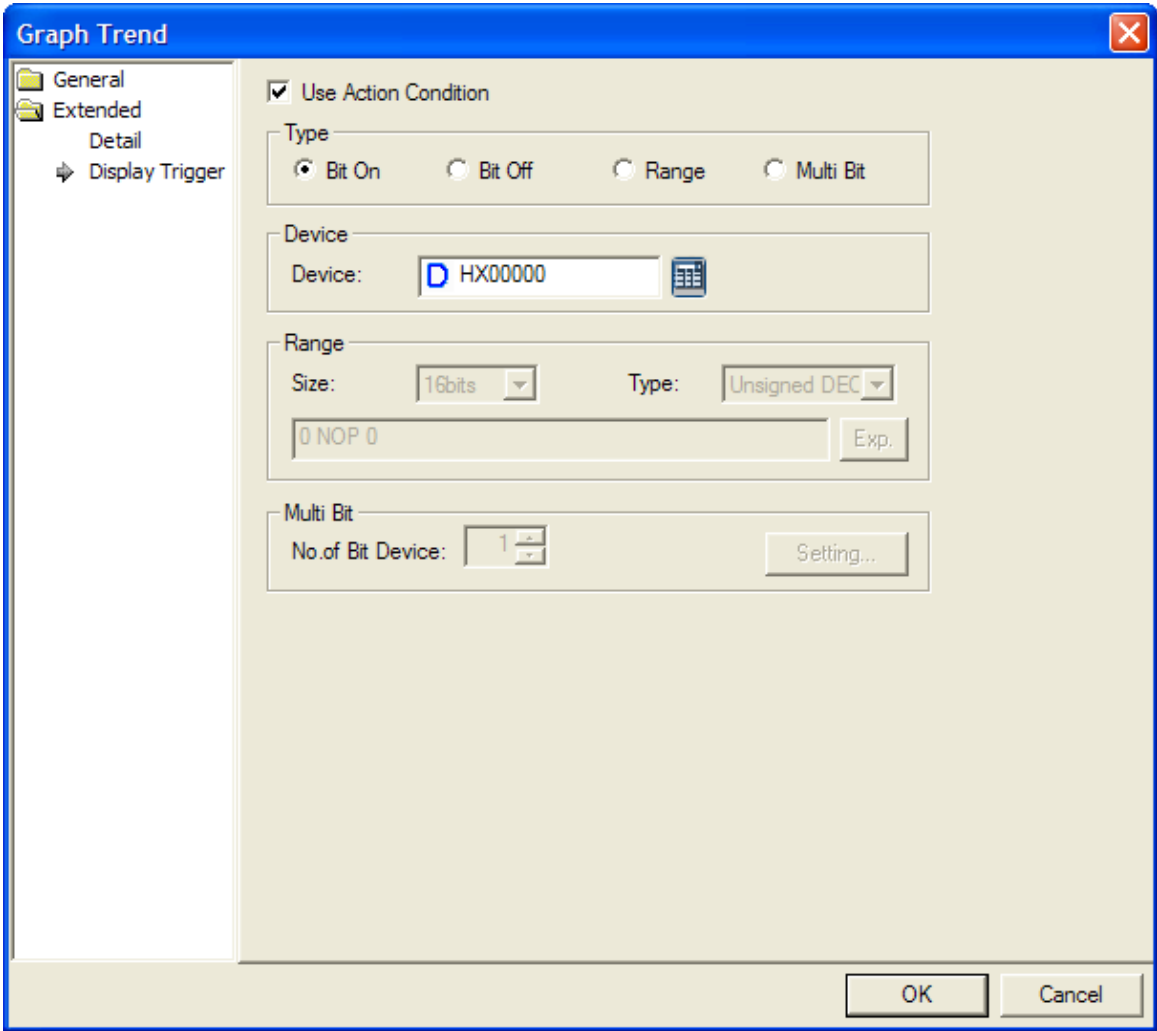 Graph Trend
General
Extended
Detail
Display Trigger
Use Action Condition
Type
Bit On Bit Off Range Multi Bit
Device
Device: D HX00000
Range
Size: 16bits Type: Unsigned DEC
0 NOP 0 Exp.
Multi Bit
No.of Bit Device: 1 Setting...
OK Cancel